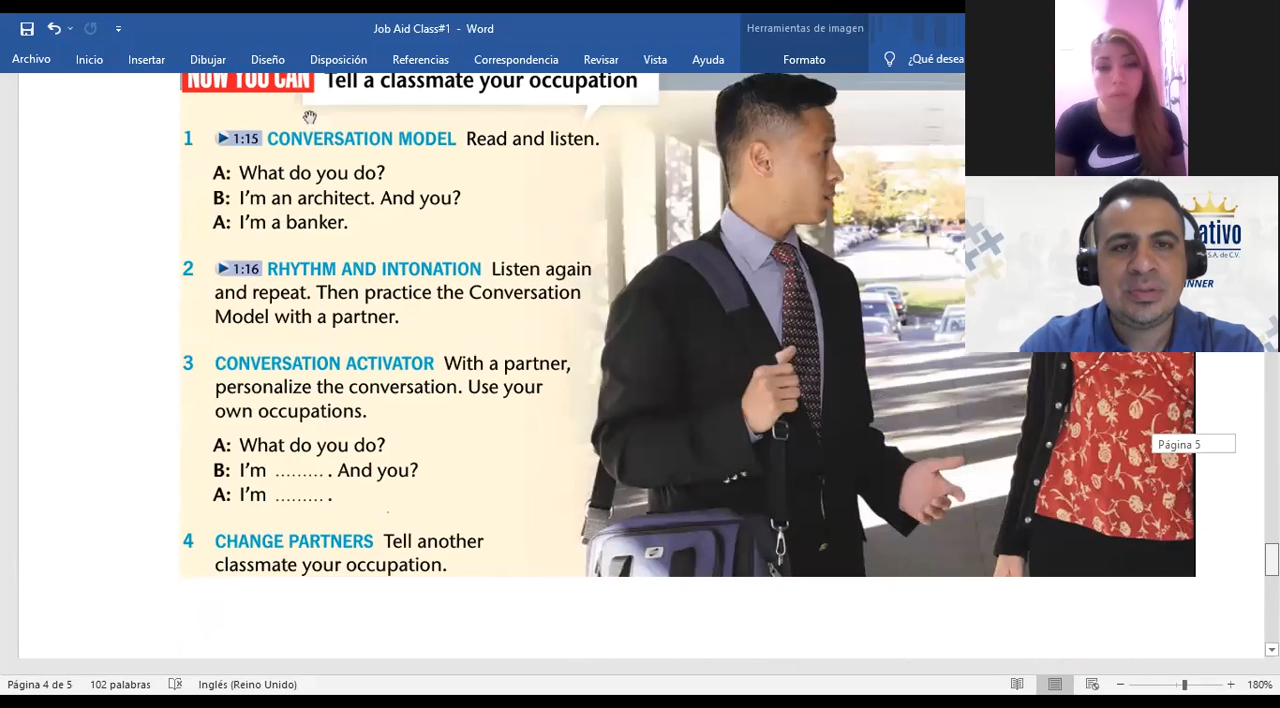 Job Aid Class#1 - Word
Herramientas de imagen
Archivo Inicio Insertar Dibujar Diseño Disposición Referencias Correspondencia Revisar Vista Ayuda Formato ¿Qué desea
NOW YOU CAN Tell a classmate your occupation
1 1:15 CONVERSATION MODEL Read and listen.
A: What do you do?
B: I'm an architect. And you?
A: I'm a banker.
2 1:16 RHYTHM AND INTONATION Listen again
and repeat. Then practice the Conversation
Model with a partner.
3 CONVERSATION ACTIVATOR With a partner,
personalize the conversation. Use your
own occupations.
A: What do you do?
B: I'm ......... . And you?
A: I'm ......... .
4 CHANGE PARTNERS Tell another
classmate your occupation.
Página 5
ativo
S.A. de C.V.
INNER
Página 4 de 5 102 palabras Inglés (Reino Unido) 180%